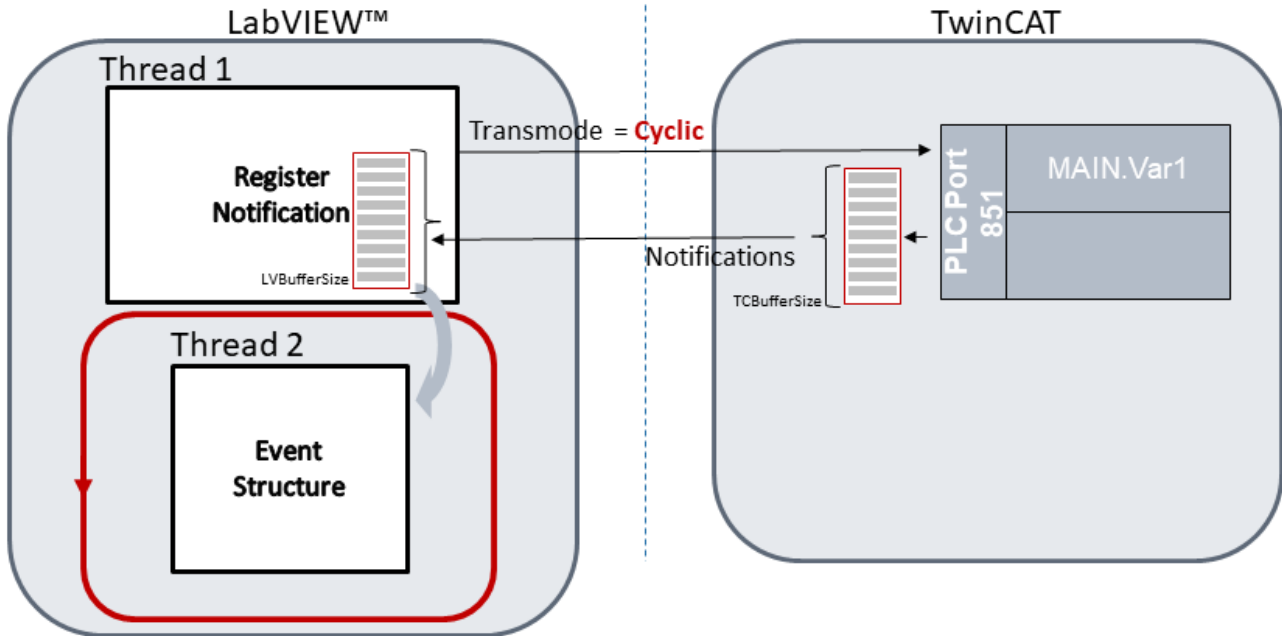 LabVIEW™
TwinCAT
Thread 1
Transmode = Cyclic
Register
Notification
LVBufferSize
Notifications
TCBufferSize
PLC Port
851
MAIN.Var1
Thread 2
Event
Structure